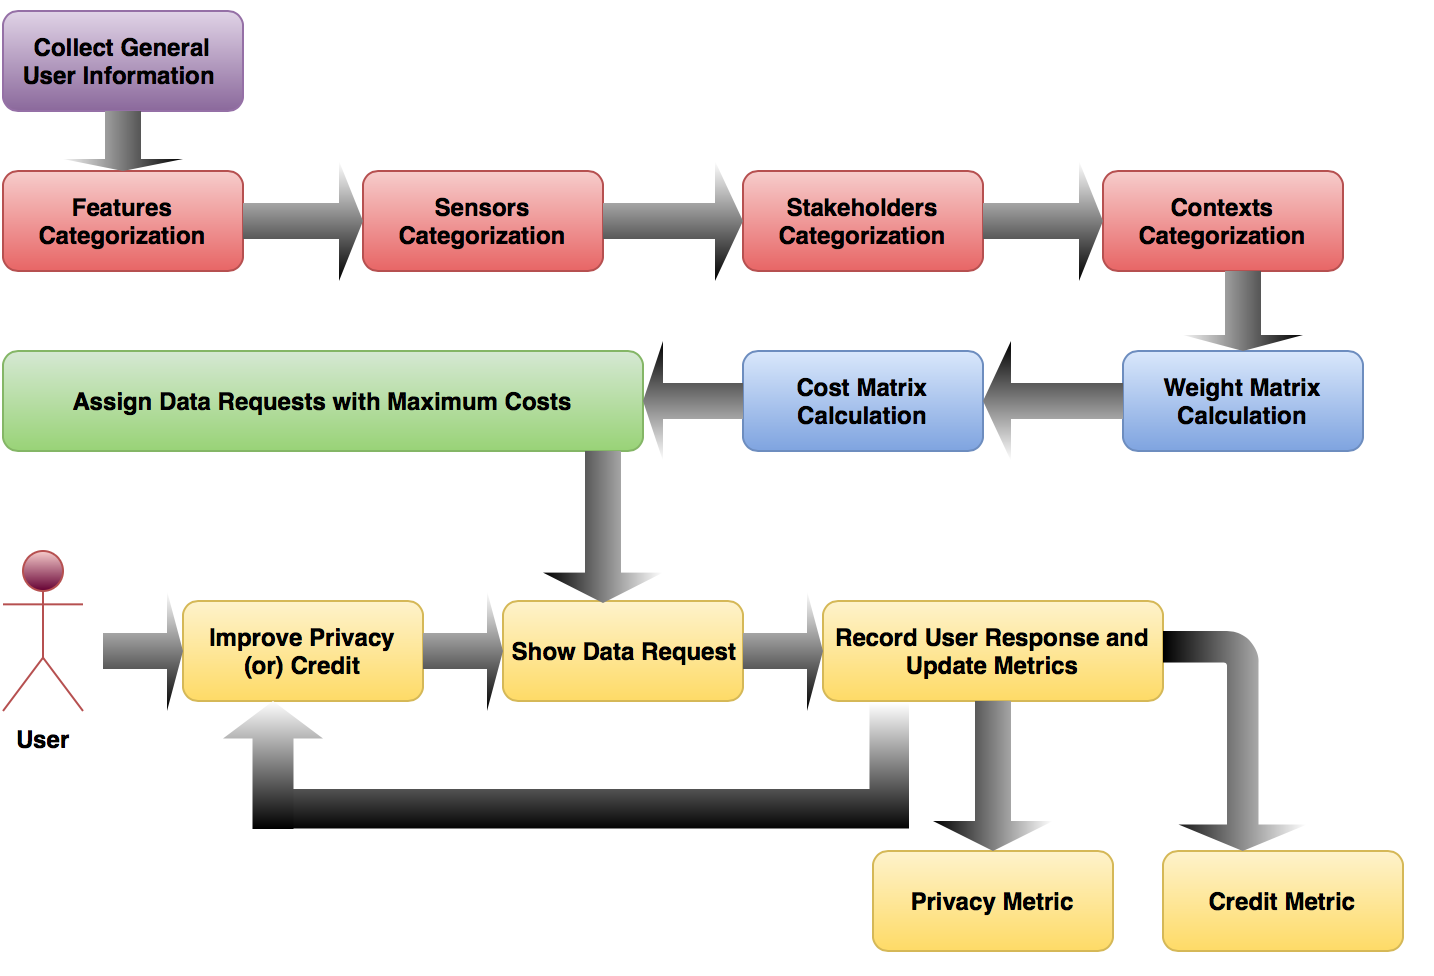 Collect General
User Information
Features
Categorization
Sensors
Categorization
Stakeholders
Categorization
Contexts
Categorization
Assign Data Requests with Maximum Costs
Cost Matrix
Calculation
Weight Matrix
Calculation
User
Improve Privacy
(or) Credit
Show Data Request
Record User Response and
Update Metrics
Privacy Metric
Credit Metric